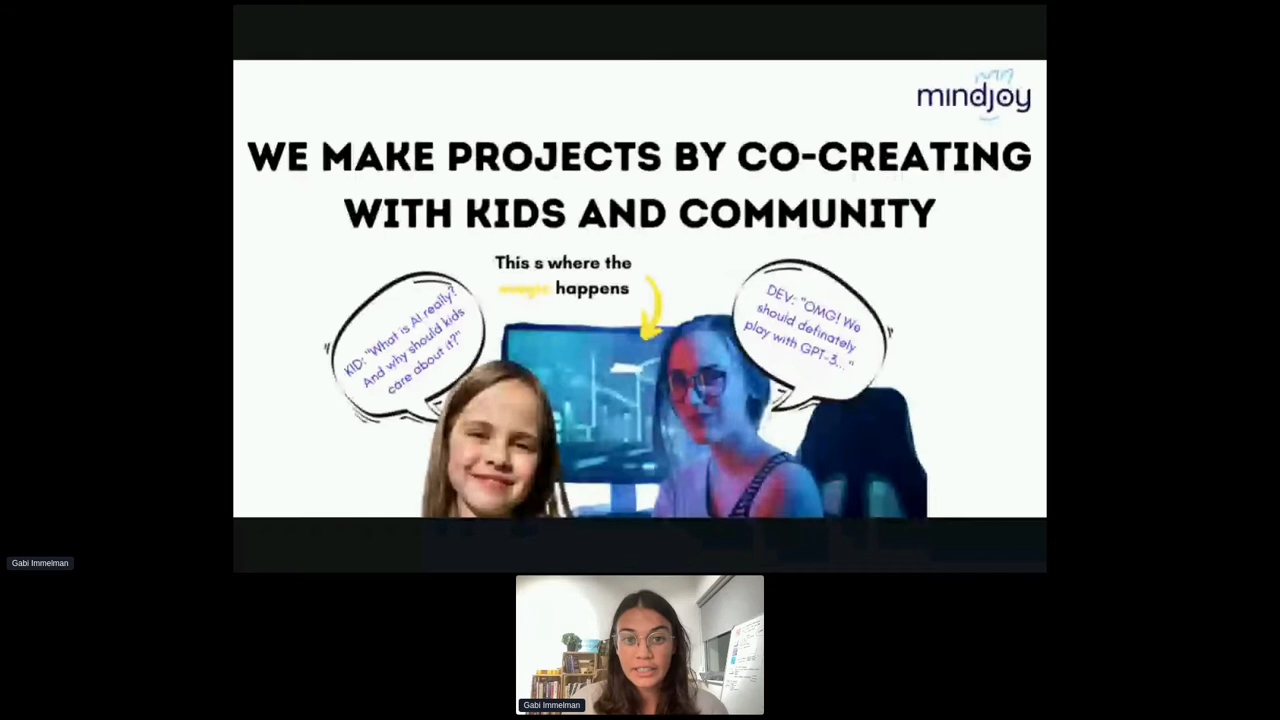 mindjoy
WE MAKE PROJECTS BY CO-CREATING
WITH KIDS AND COMMUNITY
This s where the
magic happens
KID: "What is AI really?
And why should kids
care about it?"
DEV: "OMG! We
should definately
play with GPT-3... "
Gabi Immelman
Gabi Immelman